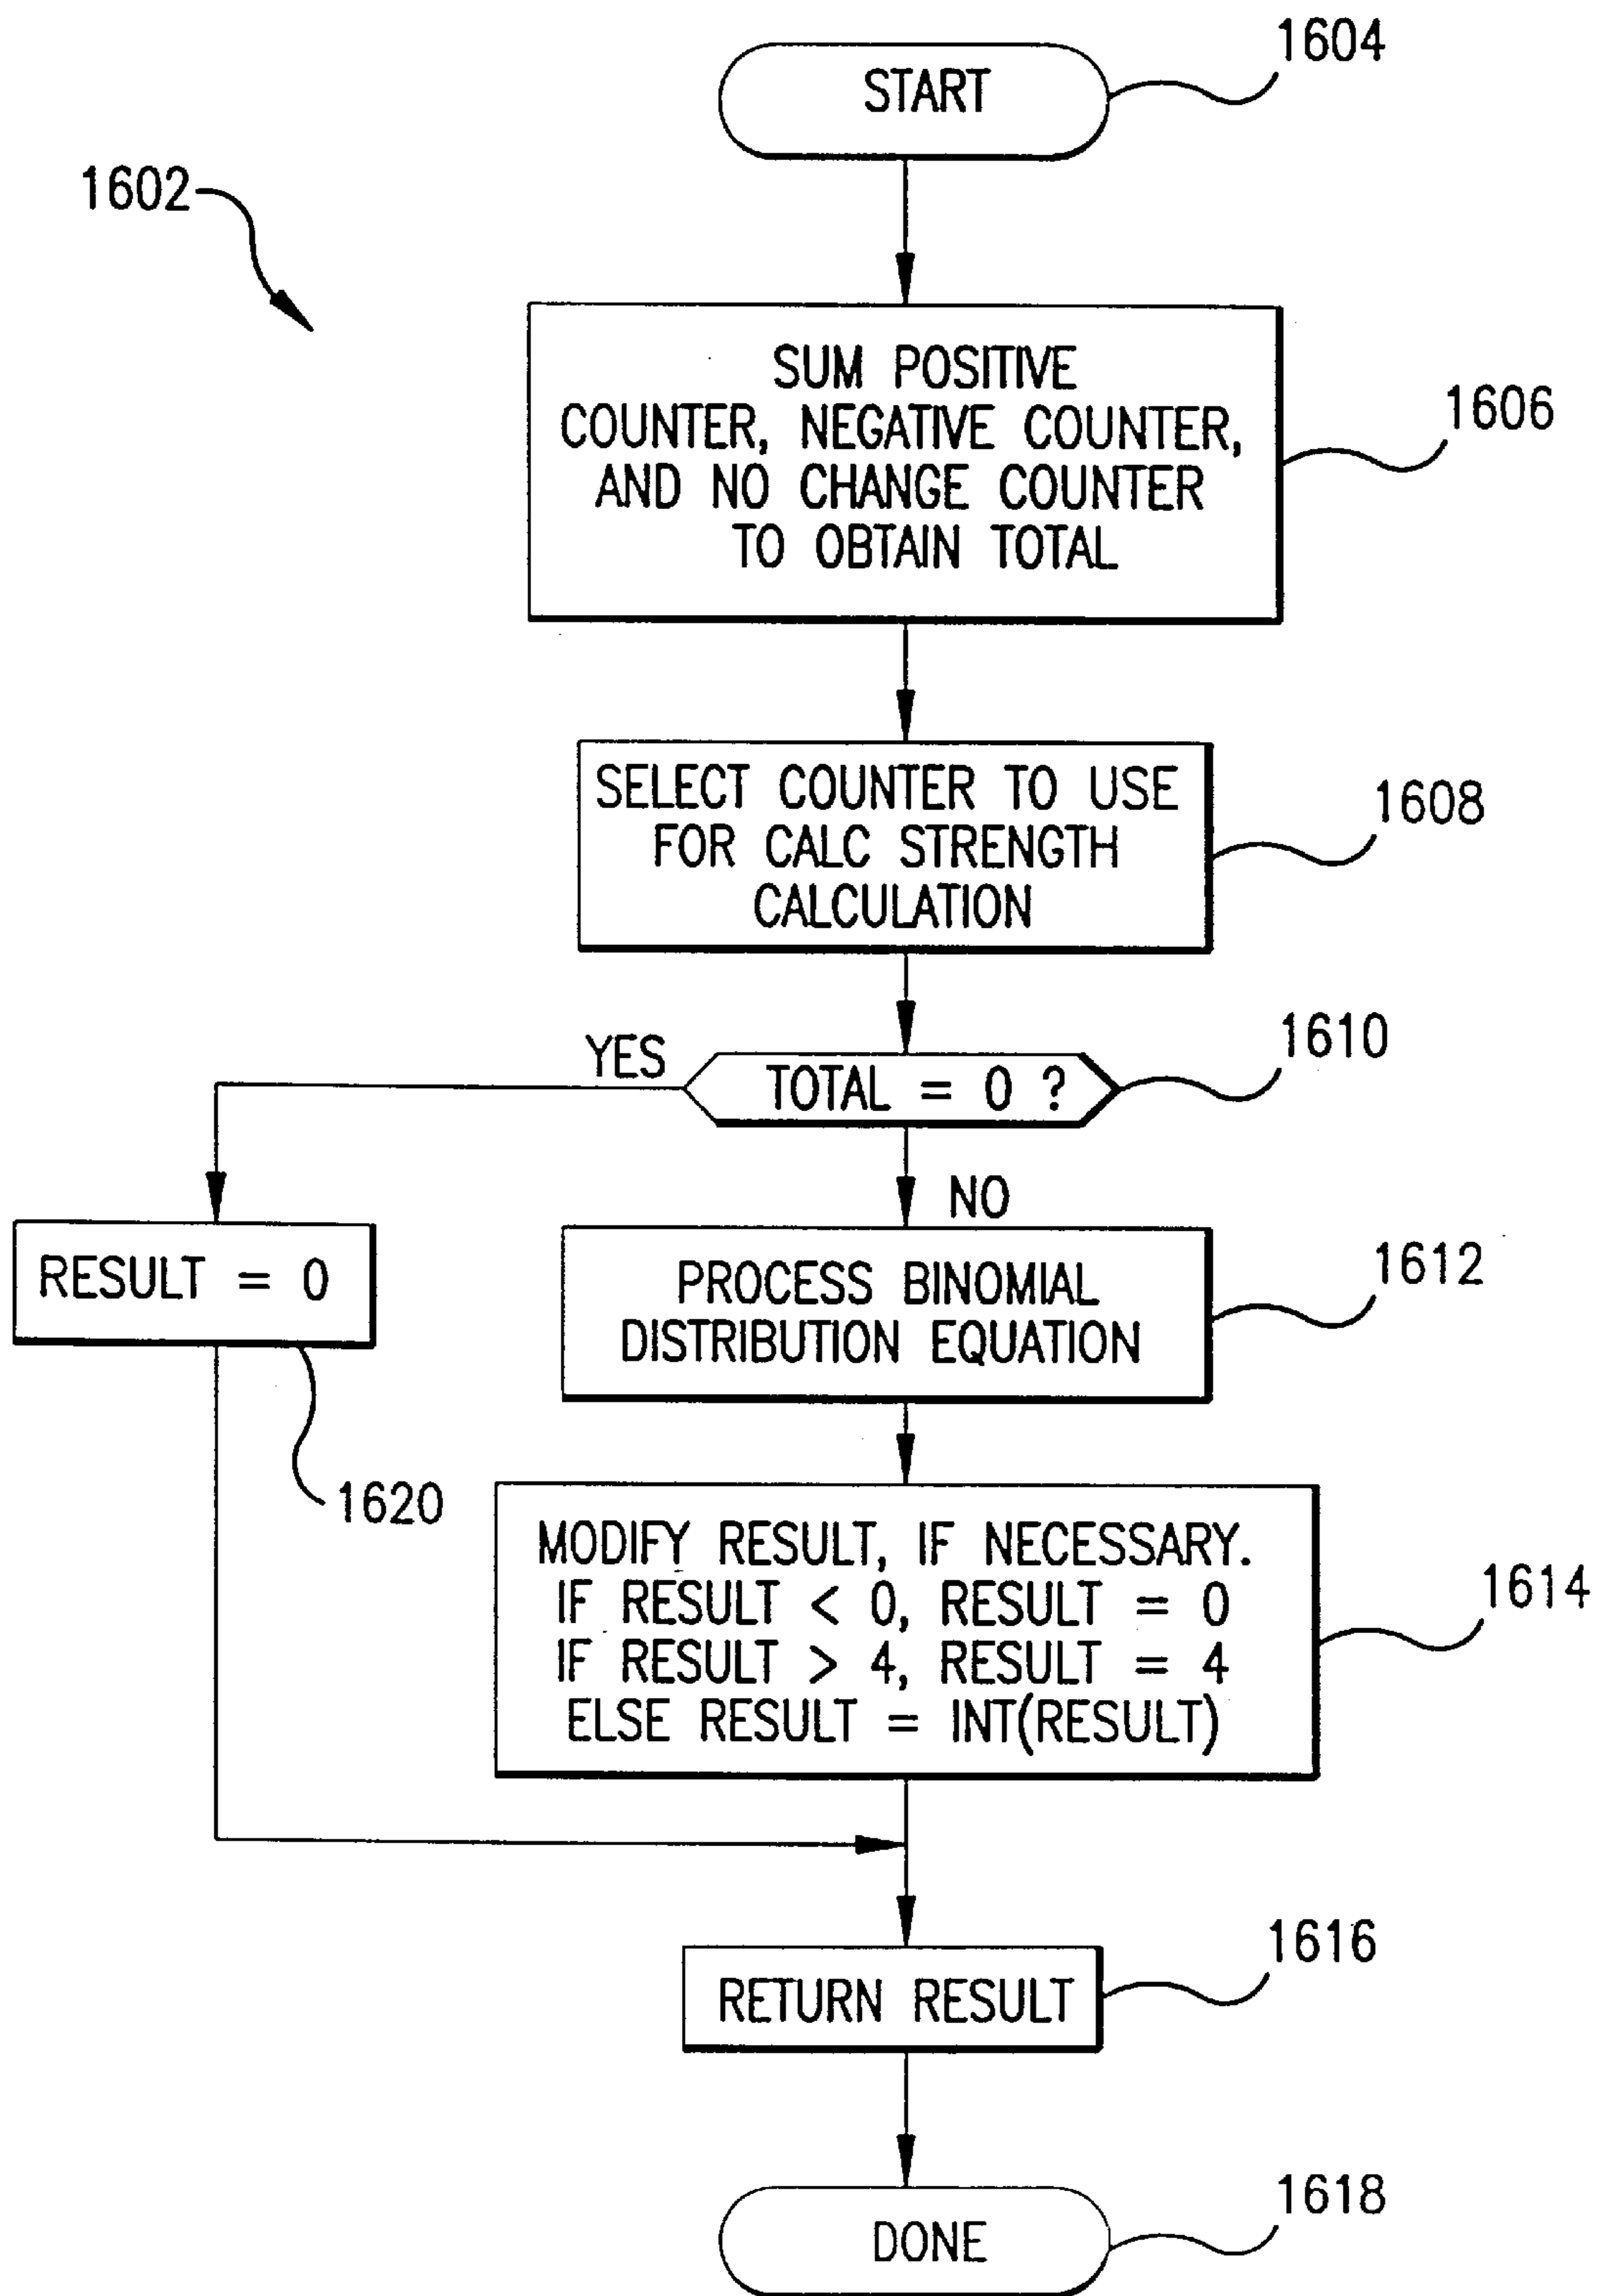 1604
START
1602
SUM POSITIVE
COUNTER, NEGATIVE COUNTER,
AND NO CHANGE COUNTER
TO OBTAIN TOTAL
1606
SELECT COUNTER TO USE
FOR CALC STRENGTH
CALCULATION
1608
YES
TOTAL = 0 ?
1610
NO
RESULT = 0
1620
PROCESS BINOMIAL
DISTRIBUTION EQUATION
1612
MODIFY RESULT, IF NECESSARY.
IF RESULT < 0, RESULT = 0
IF RESULT > 4, RESULT = 4
ELSE RESULT = INT(RESULT)
1614
RETURN RESULT
1616
DONE
1618